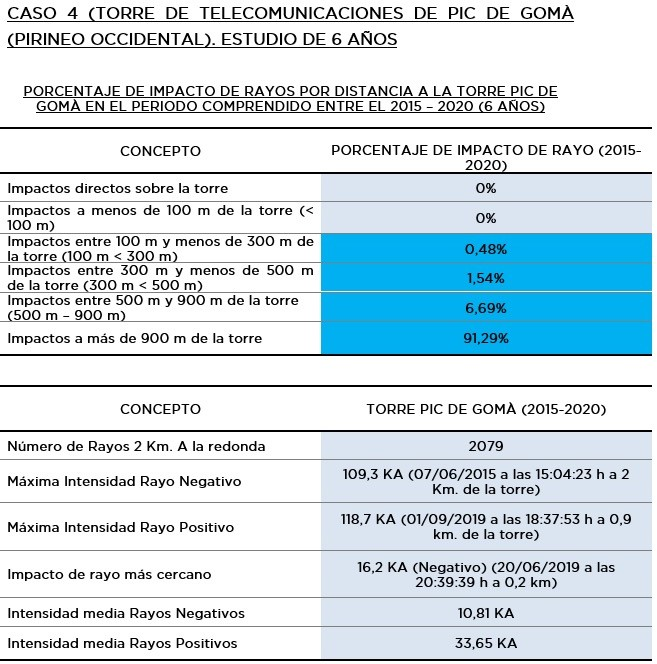 CASO 4 (TORRE DE TELECOMUNICACIONES DE PIC DE GOMÀ
(PIRINEO OCCIDENTAL). ESTUDIO DE 6 AÑOS
PORCENTAJE DE IMPACTO DE RAYOS POR DISTANCIA A LA TORRE PIC DE
GOMÀ EN EL PERIODO COMPRENDIDO ENTRE EL 2015 – 2020 (6 AÑOS)
CONCEPTO
PORCENTAJE DE IMPACTO DE RAYO (2015-
2020)
Impactos directos sobre la torre
0%
Impactos a menos de 100 m de la torre (<
100 m)
0%
Impactos entre 100 m y menos de 300 m de
la torre (100 m < 300 m)
0,48%
Impactos entre 300 m y menos de 500 m
de la torre (300 m < 500 m)
1,54%
Impactos entre 500 m y 900 m de la torre
(500 m – 900 m)
6,69%
Impactos a más de 900 m de la torre
91,29%
CONCEPTO
TORRE PIC DE GOMÀ (2015-2020)
Número de Rayos 2 Km. A la redonda
2079
Máxima Intensidad Rayo Negativo
109,3 KA (07/06/2015 a las 15:04:23 h a 2
Km. de la torre)
Máxima Intensidad Rayo Positivo
118,7 KA (01/09/2019 a las 18:37:53 h a 0,9
km. de la torre)
Impacto de rayo más cercano
16,2 KA (Negativo) (20/06/2019 a las
20:39:39 h a 0,2 km)
Intensidad media Rayos Negativos
10,81 KA
Intensidad media Rayos Positivos
33,65 KA